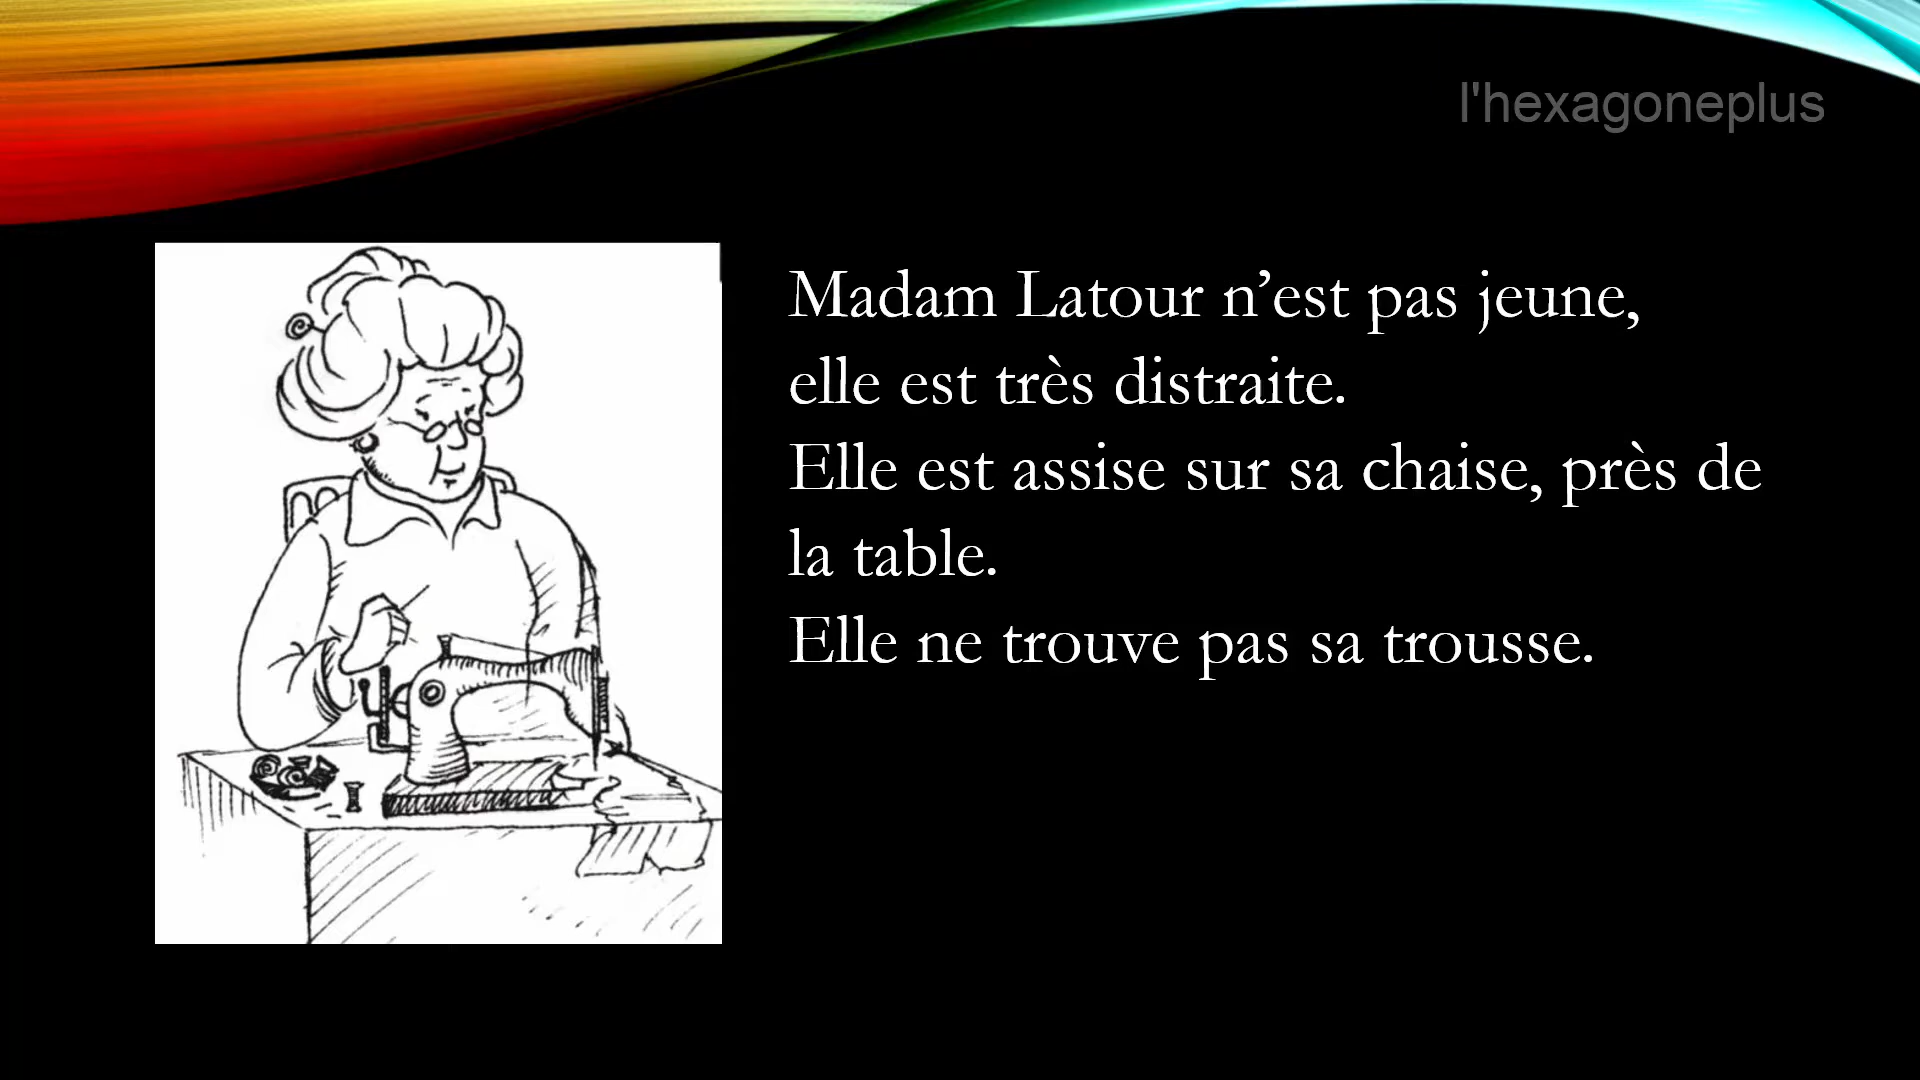 l'hexagoneplus
Madam Latour n’est pas jeune,
elle est très distraite.
Elle est assise sur sa chaise, près de
la table.
Elle ne trouve pas sa trousse.